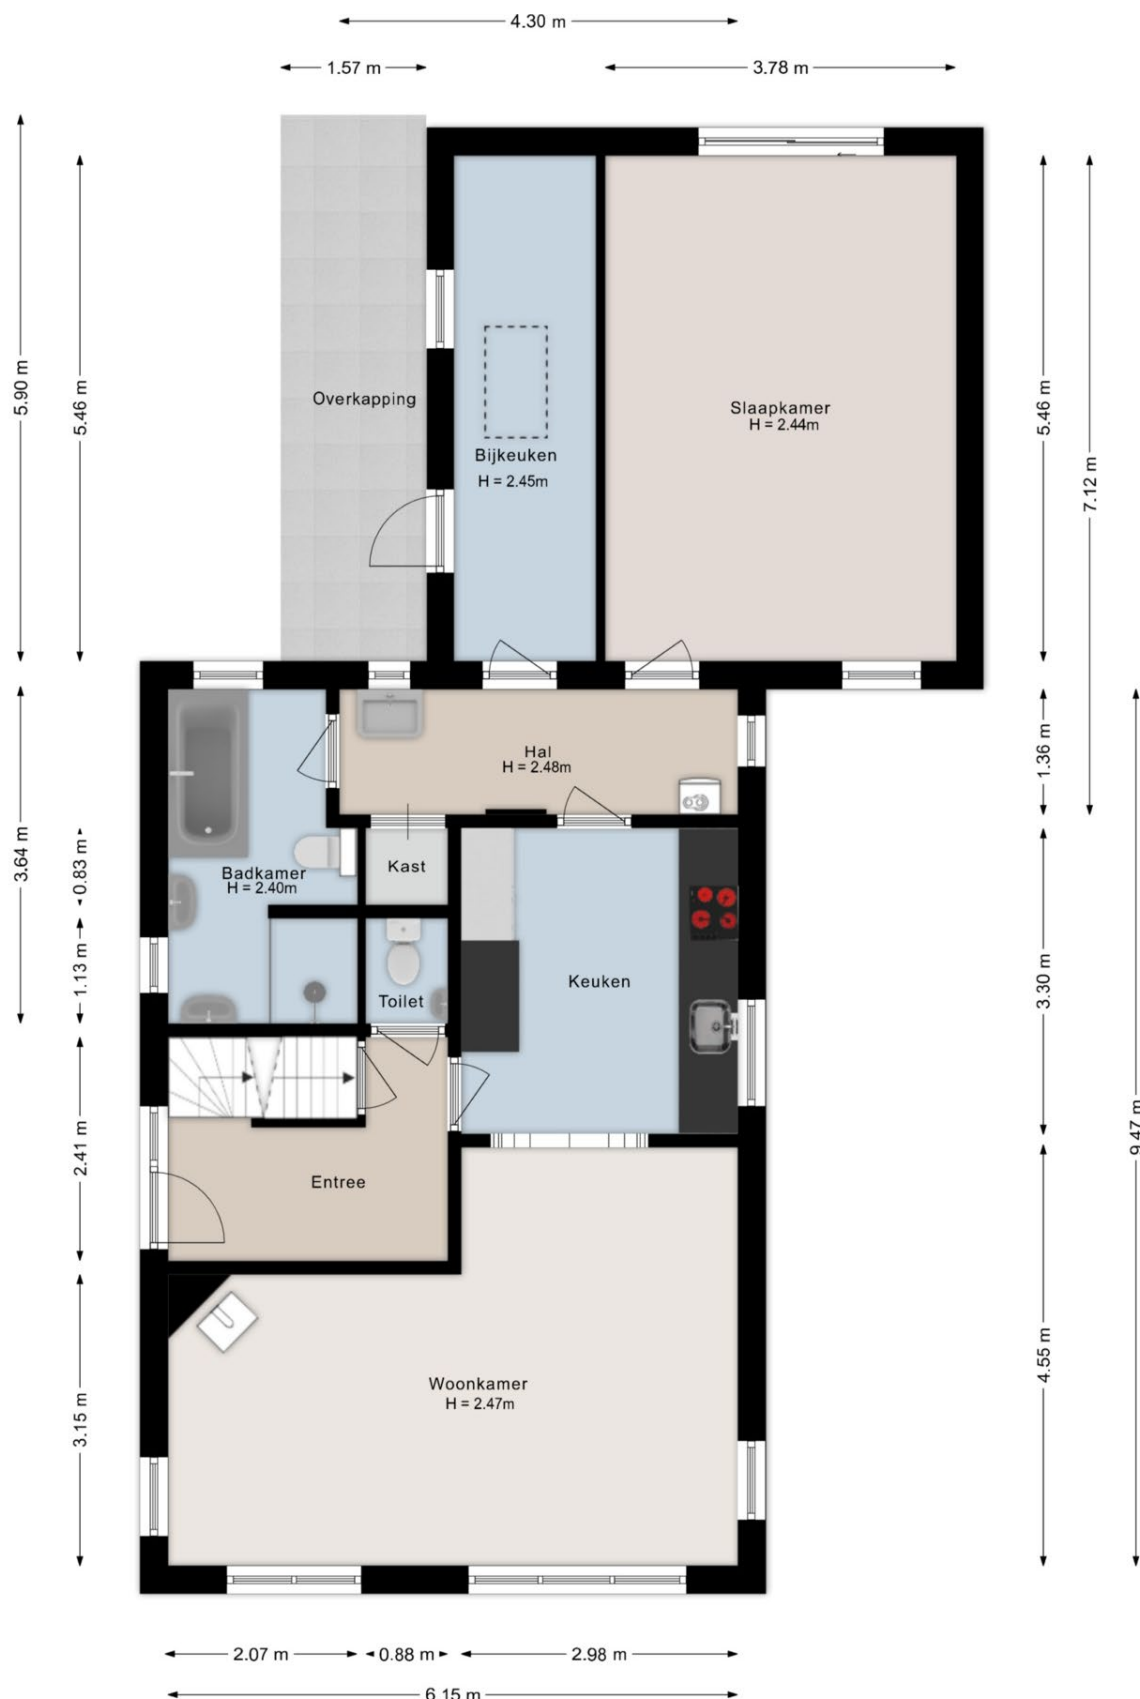 4.30 m
1.57 m
3.78 m
5.90 m
5.46 m
5.46 m
7.12 m
Overkapping
Slaapkamer
H = 2.44m
Bijkeuken
H = 2.45m
Hal
H = 2.48m
1.36 m
3.64 m
0.83 m
Badkamer
H = 2.40m
Kast
1.13 m
Toilet
Keuken
3.30 m
2.41 m
Entree
9.47 m
4.55 m
3.15 m
Woonkamer
H = 2.47m
2.07 m
0.88 m
2.98 m
6.15 m